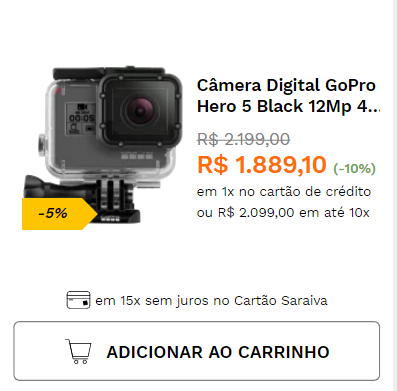 Câmera Digital GoPro
Hero 5 Black 12Mp 4...
R$ 2.199,00
R$ 1.889,10 (-10%)
em 1x no cartão de crédito
ou R$ 2.099,00 em até 10x
-5%
em 15x sem juros no Cartão Saraiva
ADICIONAR AO CARRINHO